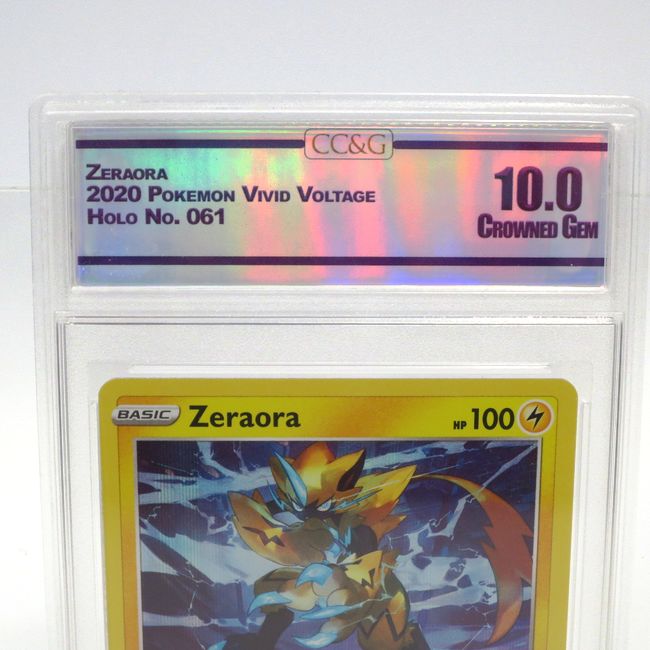 CC&G
Zeraora
2020 Pokemon Vivid Voltage
Holo No. 061
10.0
Crowned Gem
BASIC Zeraora HP 100